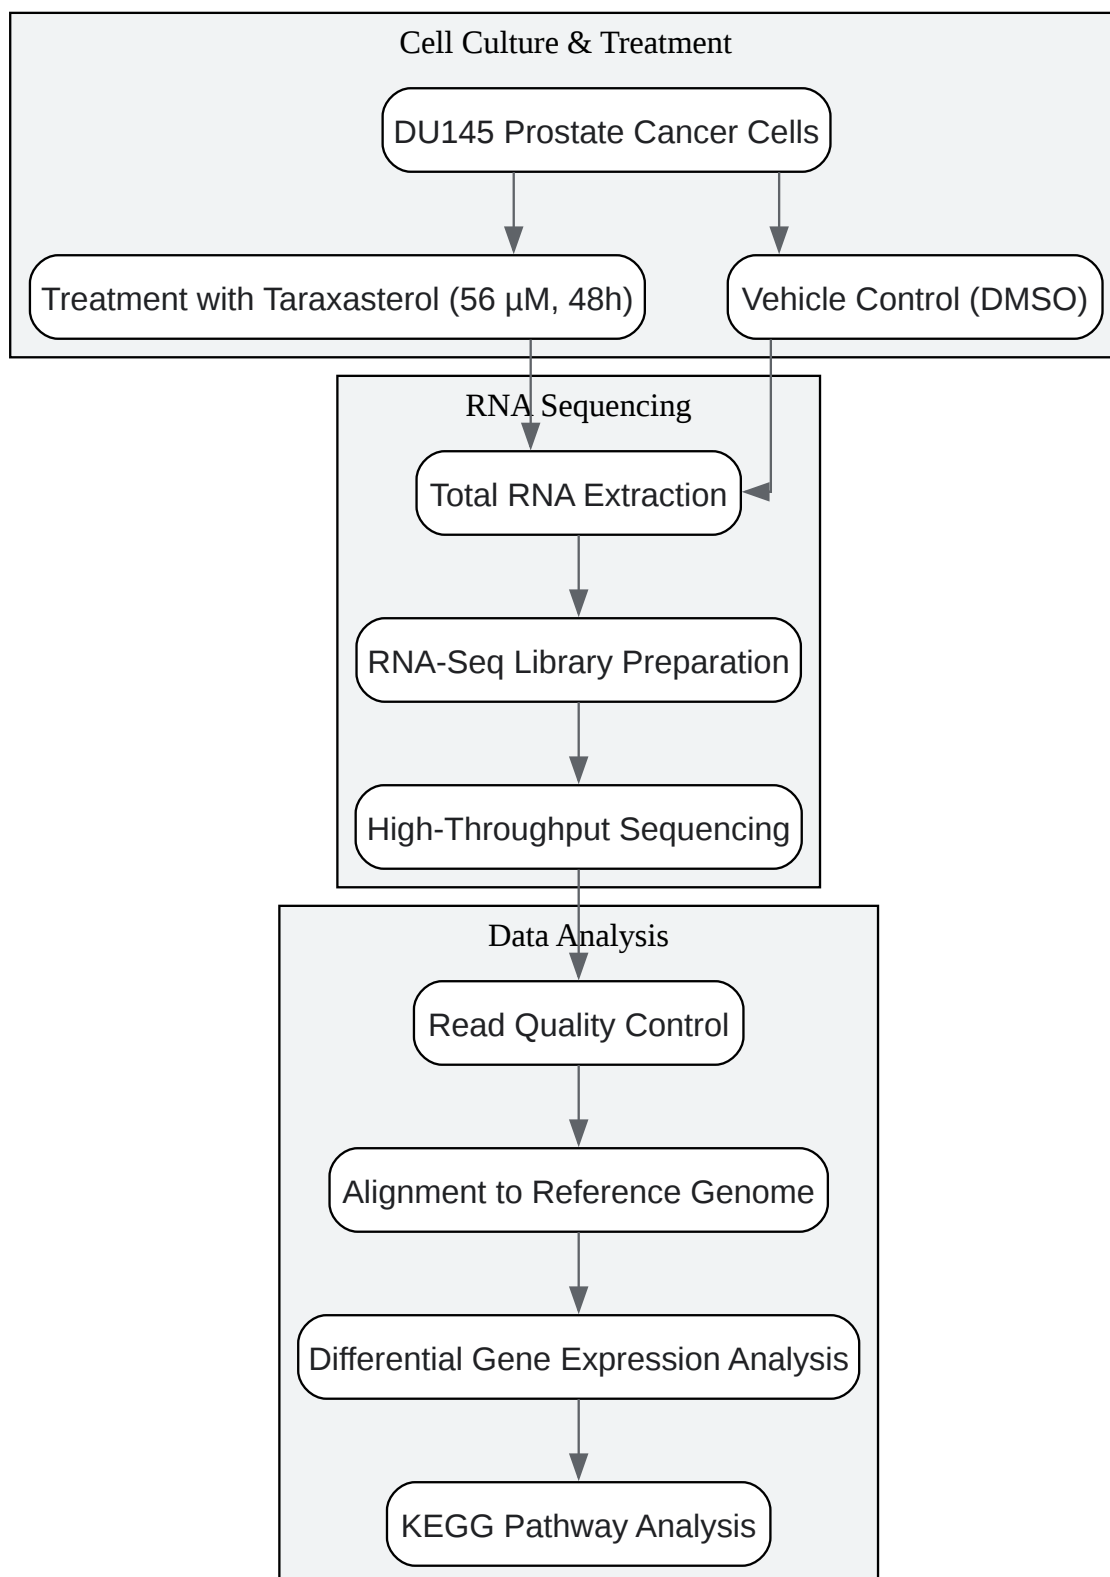 Cell Culture & Treatment
DU145 Prostate Cancer Cells
Treatment with Taraxasterol (56 µM, 48h)
Vehicle Control (DMSO)
RNA Sequencing
Total RNA Extraction
RNA-Seq Library Preparation
High-Throughput Sequencing
Data Analysis
Read Quality Control
Alignment to Reference Genome
Differential Gene Expression Analysis
KEGG Pathway Analysis